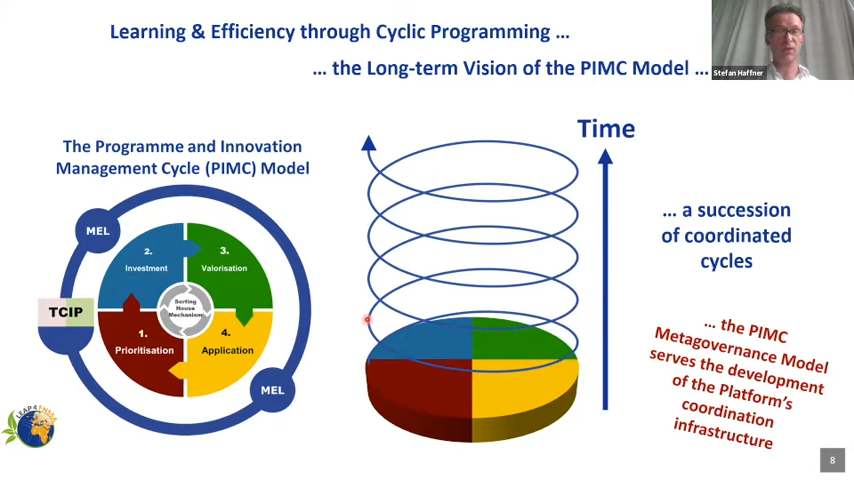 Learning & Efficiency through Cyclic Programming …
… the Long-term Vision of the PIMC Model …
Stefan Haffner
The Programme and Innovation
Management Cycle (PIMC) Model
MEL
2.
Investment
3.
Valorisation
Sorting
House
Mechanism
TCIP
1.
Prioritisation
4.
Application
MEL
LEAP4FNSSA
Time
… a succession
of coordinated
cycles
… the PIMC
Metagovernance Model
serves the development
of the Platform's
coordination
infrastructure
8